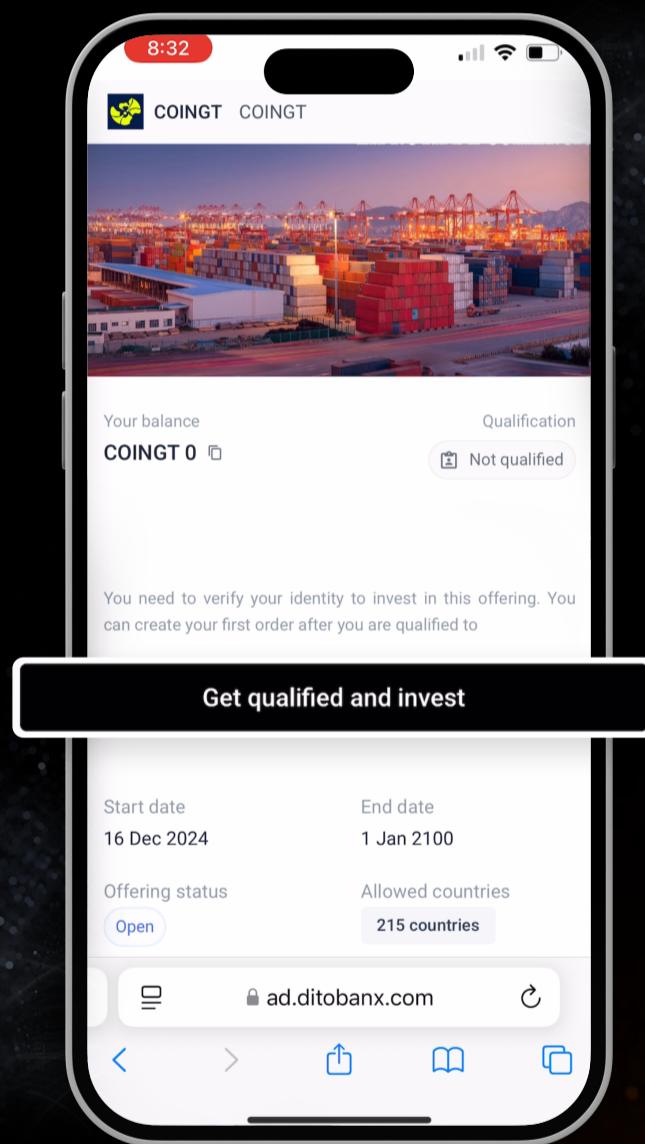 8:32
COINGT COINGT
Your balance
Qualification
COINGT 0
Not qualified
You need to verify your identity to invest in this offering. You
can create your first order after you are qualified to
Get qualified and invest
Start date
End date
16 Dec 2024
1 Jan 2100
Offering status
Allowed countries
Open
215 countries
ad.ditobanx.com